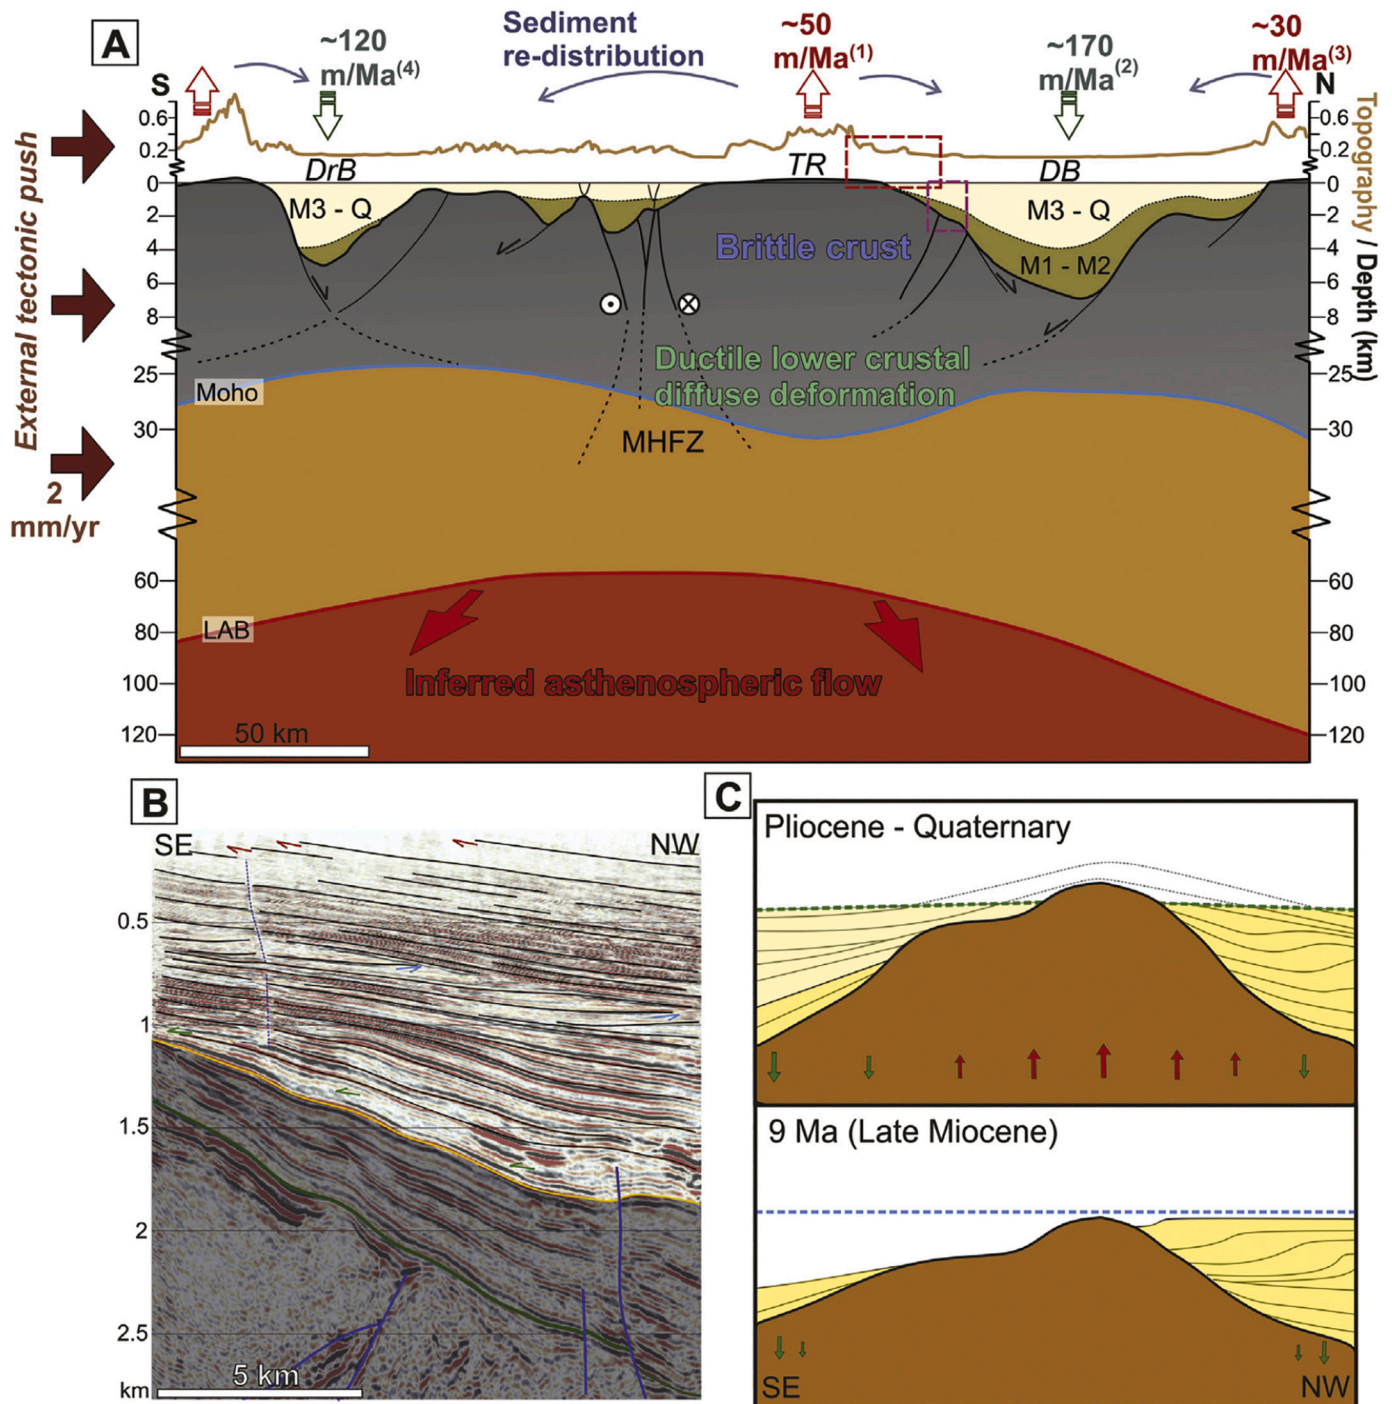 A
Sediment
re-distribution
~120
m/Ma(4)
~50
m/Ma(1)
~170
m/Ma(2)
~30
m/Ma(3)
S
N
0.6
0.2
0.6
0.2
Topography / Depth (km)
External tectonic push
2
mm/yr
DrB
TR
DB
0
2
4
6
8
25
30
60
80
100
120
0
2
4
6
8
25
30
60
80
100
120
M3 - Q
M3 - Q
M1 - M2
Brittle crust
Ductile lower crustal
diffuse deformation
Moho
MHFZ
LAB
Inferred asthenospheric flow
50 km
B
SE
NW
0.5
1
1.5
2
2.5
km
5 km
C
Pliocene - Quaternary
9 Ma (Late Miocene)
SE
NW